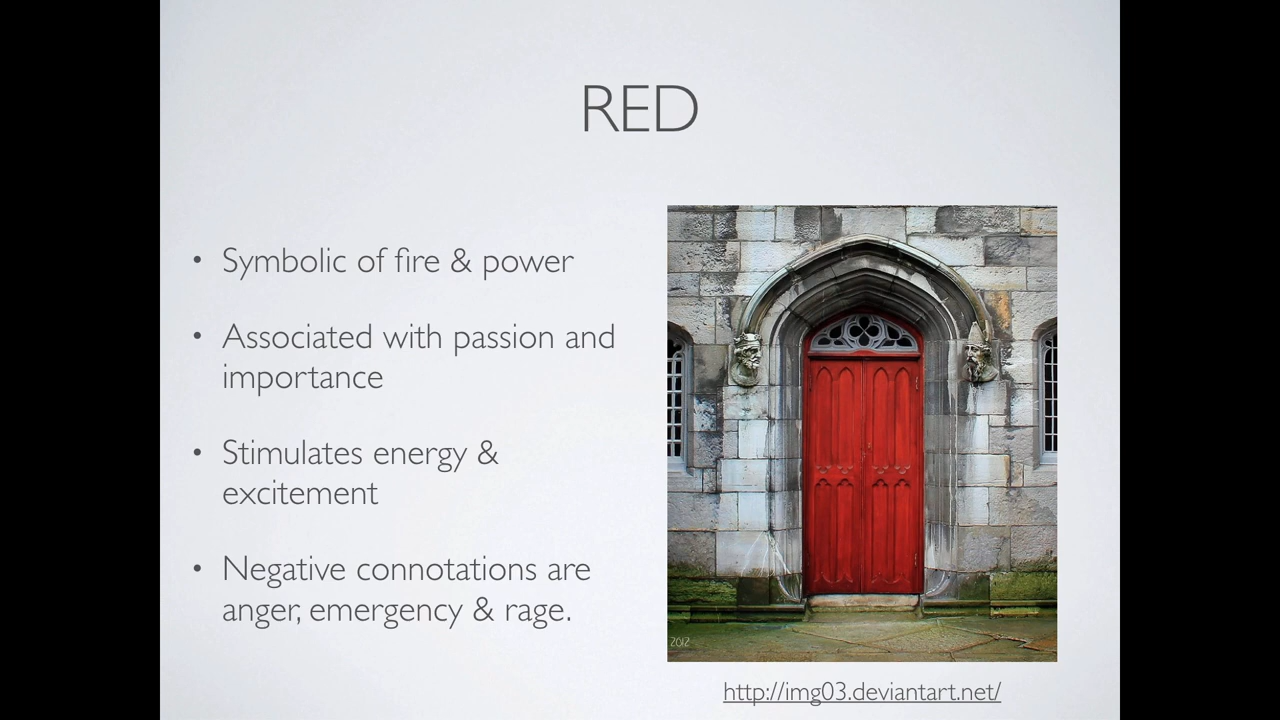 RED
• Symbolic of fire & power
• Associated with passion and
importance
• Stimulates energy &
excitement
• Negative connotations are
anger, emergency & rage.
2012
http://img03.deviantart.net/